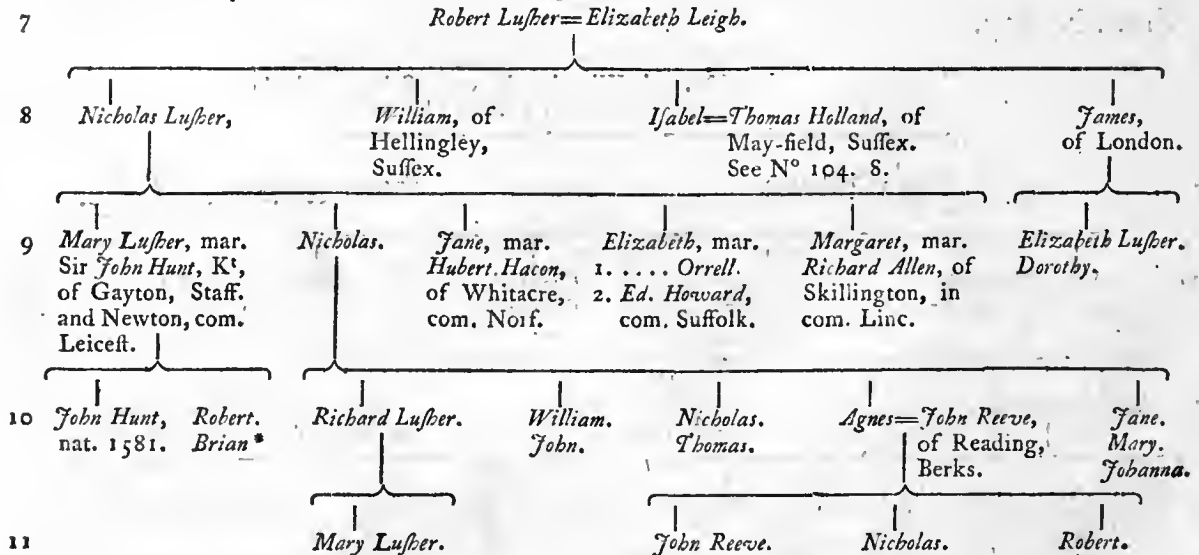 7 Robert Luſher = Elizabeth Leigh.
8 Nicholas Luſher, William, of Iſabel = Thomas Holland, of James,
Hellingley, May-field, Suſſex. of London.
Suſſex. See N° 104. 8.
9 Mary Luſher, mar. Nicholas. Jane, mar. Elizabeth, mar. Margaret, mar. Elizabeth Luſher.
Sir John Hunt, Kᵗ, Hubert Hacon, 1. ..... Orrell. Richard Allen, of Dorothy.
of Gayton, Staff. of Whitacre, 2. Ed. Howard, Skillington, in
and Newton, com. com. Norf. com. Suffolk. com. Linc.
Leiceſt.
10 John Hunt, Robert. Richard Luſher. William. Nicholas. Agnes = John Reeve, Jane.
nat. 1581. Brian * John. Thomas. of Reading, Mary.
Berks. Johanna.
11 Mary Luſher. John Reeve. Nicholas. Robert.